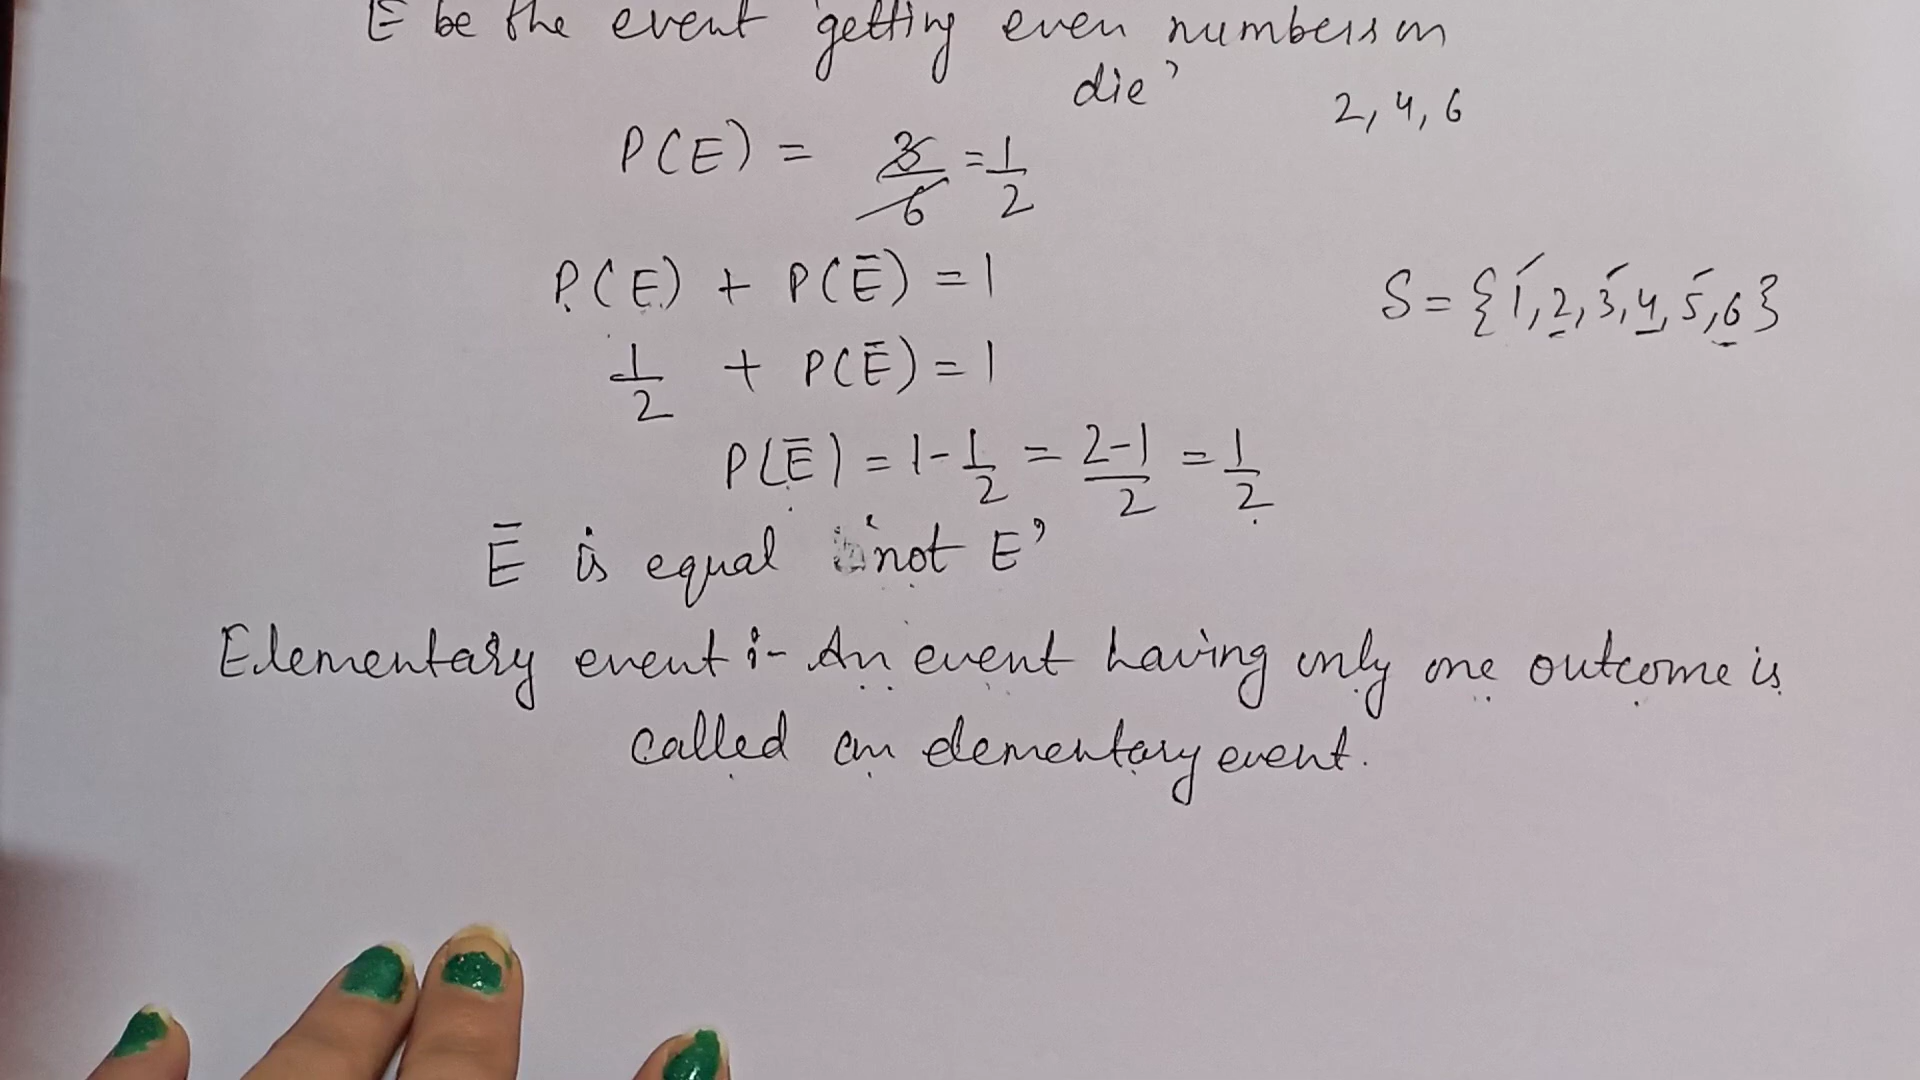 E be the event 'getting even numbers on
die'
2, 4, 6
P(E) = 3/6 = 1/2
P(E) + P(Ē) = 1
S = {1, 2, 3, 4, 5, 6}
1/2 + P(Ē) = 1
P(Ē) = 1 - 1/2 = 2-1/2 = 1/2
Ē is equal 'not E'
Elementary event :- An event having only one outcome is
called an elementary event.